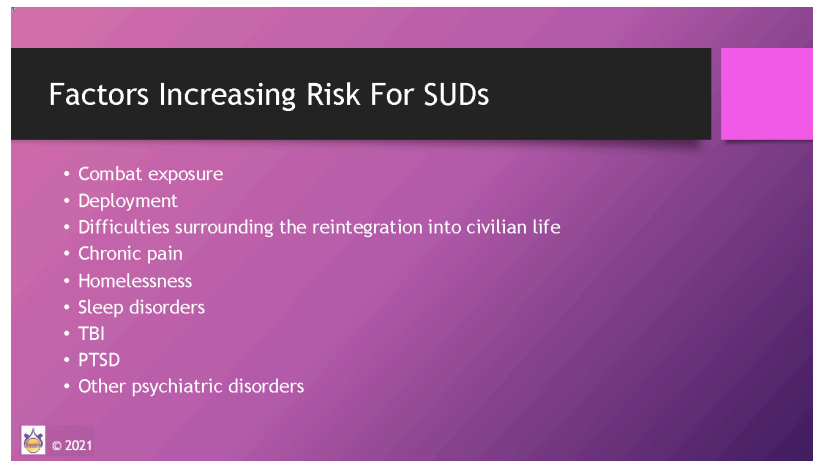 Factors Increasing Risk For SUDs
• Combat exposure
• Deployment
• Difficulties surrounding the reintegration into civilian life
• Chronic pain
• Homelessness
• Sleep disorders
• TBI
• PTSD
• Other psychiatric disorders
© 2021